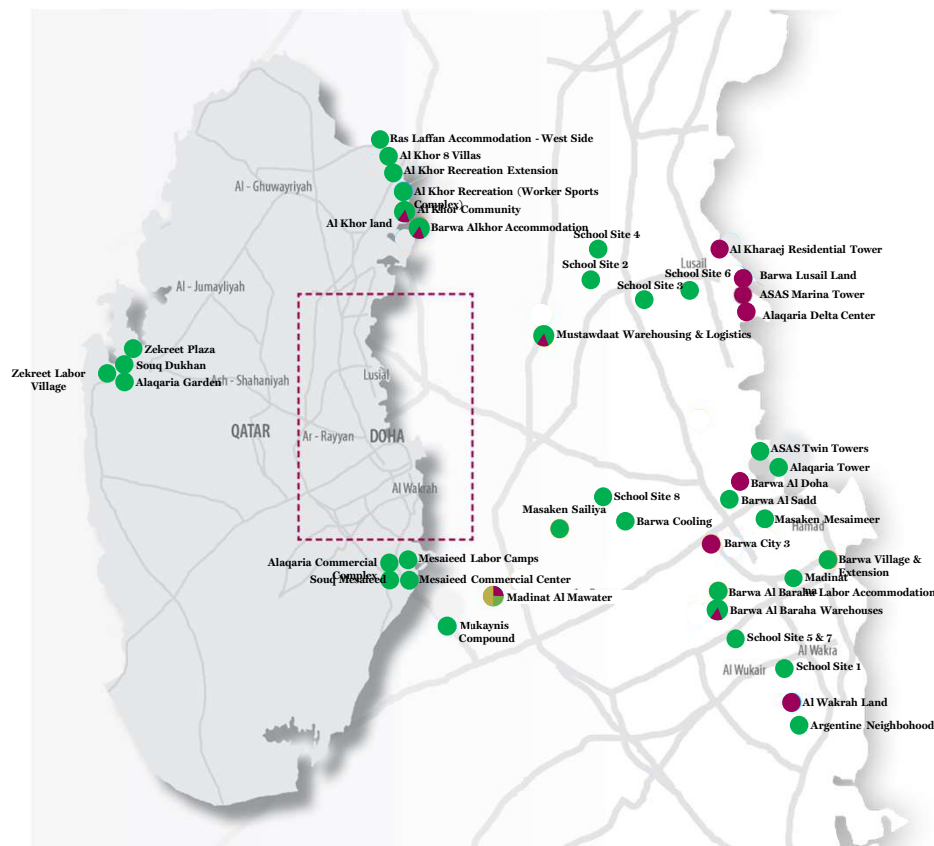 Ras Laffan Accommodation - West Side
Al Khor 8 Villas
Al Khor Recreation Extension
Al - Ghuwayriyah
Al Khor Recreation (Worker Sports
Complex)
Al Khor Community
Al Khor land
Barwa Alkhor Accommodation
School Site 4
Al Kharaej Residential Tower
Lusail
School Site 2
School Site 6
Barwa Lusail Land
Al - Jumayliyah
School Site 3
ASAS Marina Tower
Alaqaria Delta Center
Mustawdaat Warehousing & Logistics
Zekreet Plaza
Souq Dukhan
Zekreet Labor
Village
Alaqaria Garden
Ash - Shahaniyah
Lusial
QATAR
Ar - Rayyan
DOHA
ASAS Twin Towers
Alaqaria Tower
Barwa Al Doha
Al Wakrah
School Site 8
Barwa Al Sadd
Masaken Sailiya
Barwa Cooling
Masaken Mesaimeer
Hamad
Barwa City 3
Mesaieed Labor Camps
Alaqaria Commercial
Complex
Barwa Village &
Extension
Souq Mesaieed
Mesaieed Commercial Center
Madinat
Barwa Al Baraha Labor Accommodation
Madinat Al Mawater
Barwa Al Baraha Warehouses
Mukaynis
Compound
School Site 5 & 7
Al Wakra
Al Wukair
School Site 1
Al Wakrah Land
Argentine Neighbohood